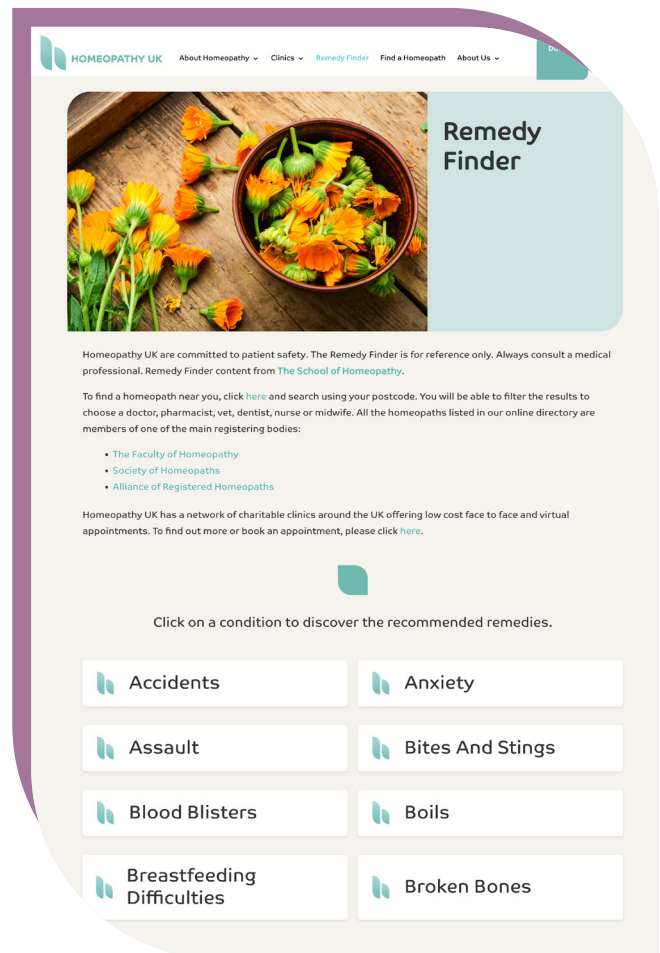 HOMEOPATHY UK
About Homeopathy
Clinics
Remedy Finder
Find a Homeopath
About Us
Remedy
Finder
Homeopathy UK are committed to patient safety. The Remedy Finder is for reference only. Always consult a medical
professional. Remedy Finder content from The School of Homeopathy.
To find a homeopath near you, click here and search using your postcode. You will be able to filter the results to
choose a doctor, pharmacist, vet, dentist, nurse or midwife. All the homeopaths listed in our online directory are
members of one of the main registering bodies:
• The Faculty of Homeopathy
• Society of Homeopaths
• Alliance of Registered Homeopaths
Homeopathy UK has a network of charitable clinics around the UK offering low cost face to face and virtual
appointments. To find out more or book an appointment, please click here.
Click on a condition to discover the recommended remedies.
Accidents
Anxiety
Assault
Bites And Stings
Blood Blisters
Boils
Breastfeeding
Difficulties
Broken Bones